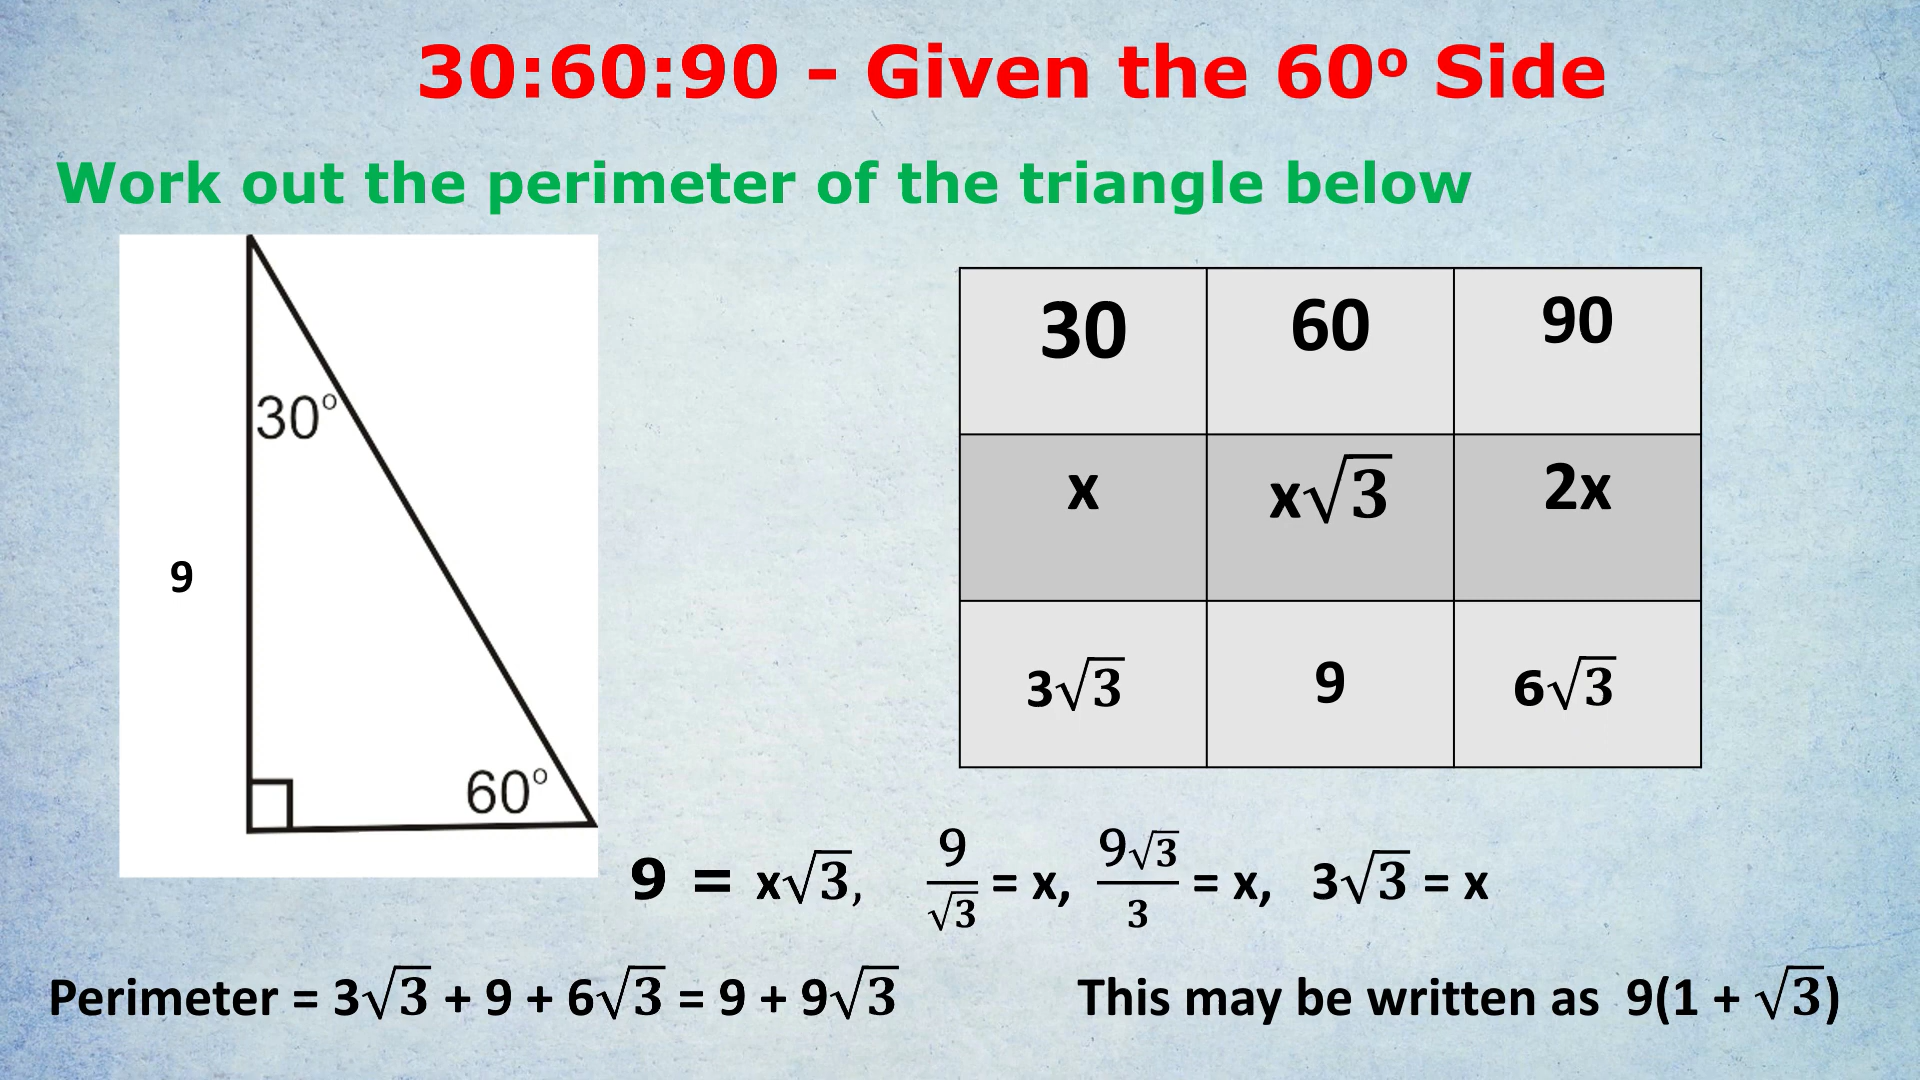 30:60:90 – Given the 60º Side
Work out the perimeter of the triangle below
30º
9
60º
30 60 90
x x√3 2x
3√3 9 6√3
9 = x√3, 9/√3 = x, 9√3/3 = x, 3√3 = x
Perimeter = 3√3 + 9 + 6√3 = 9 + 9√3
This may be written as 9(1 + √3)